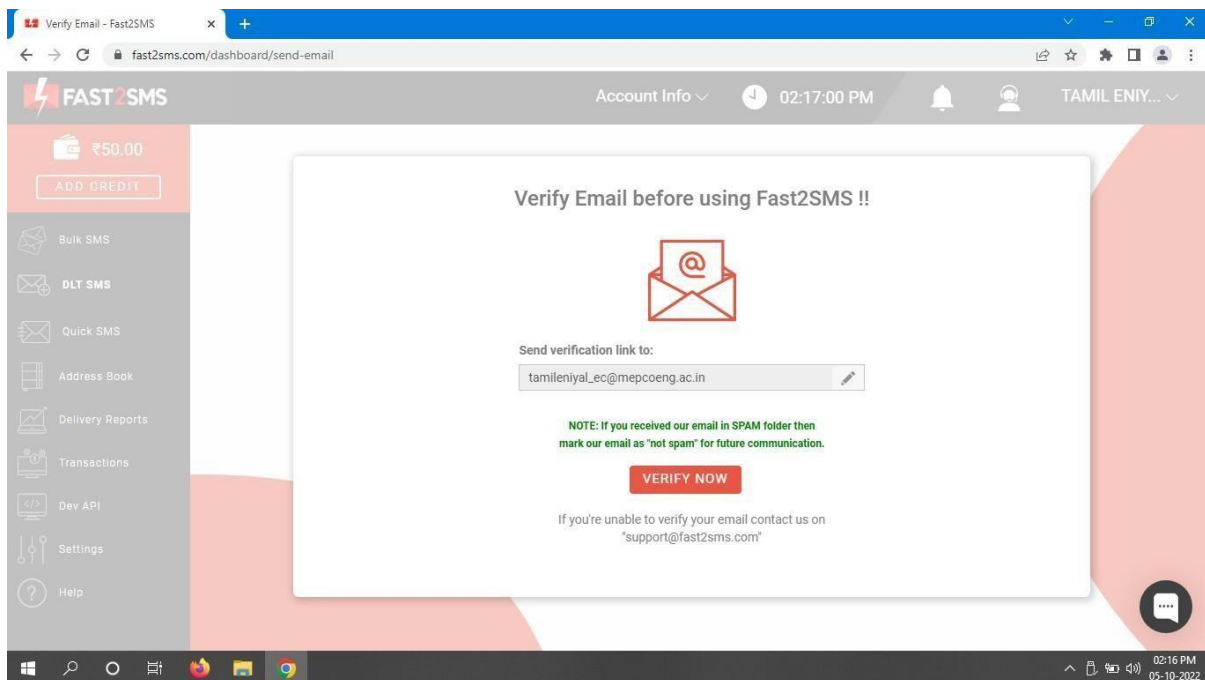 Verify Email - Fast2SMS
fast2sms.com/dashboard/send-email
FAST2SMS
Account Info
02:17:00 PM
TAMIL ENIY...
₹50.00
ADD CREDIT
Bulk SMS
DLT SMS
Quick SMS
Address Book
Delivery Reports
Transactions
Dev API
Settings
Help
Verify Email before using Fast2SMS !!
@
Send verification link to:
tamileniyal_ec@mepcoeng.ac.in
NOTE: If you received our email in SPAM folder then
mark our email as "not spam" for future communication.
VERIFY NOW
If you're unable to verify your email contact us on
"support@fast2sms.com"
02:16 PM
05-10-2022